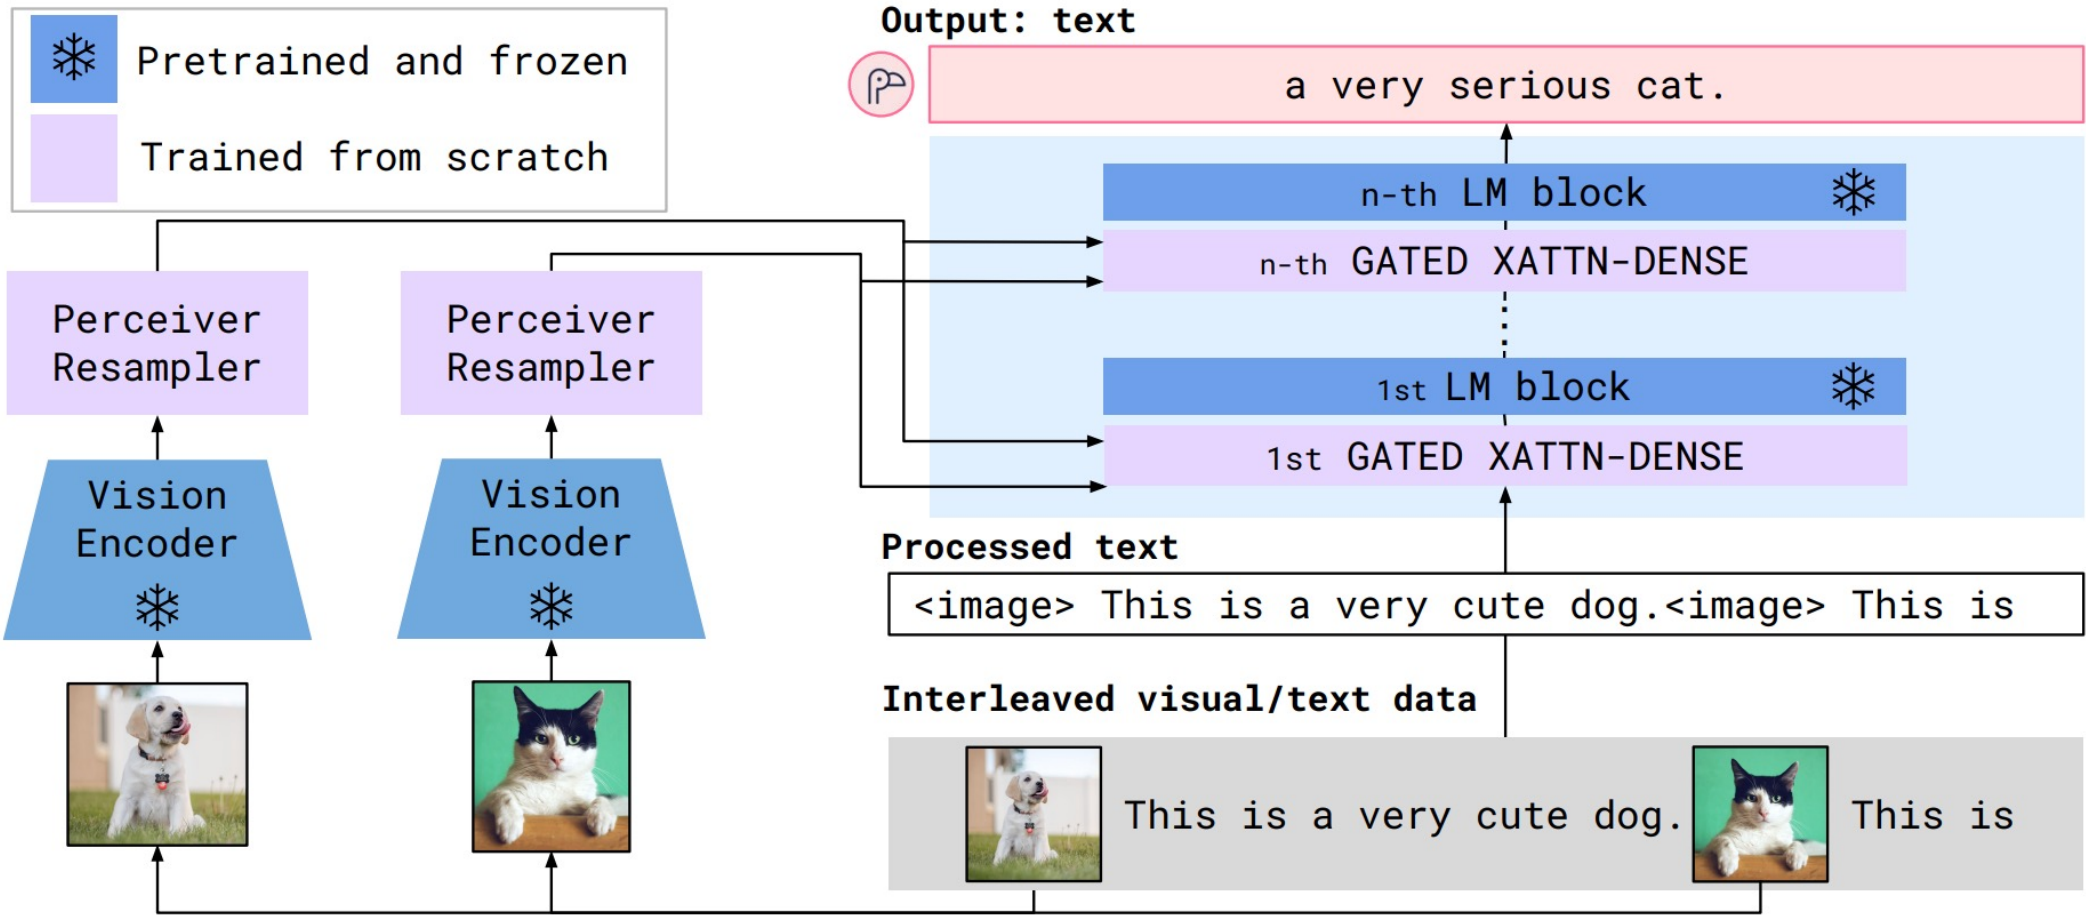 Pretrained and frozen
Trained from scratch
Perceiver
Resampler
Perceiver
Resampler
Vision
Encoder
Vision
Encoder
Output: text
a very serious cat.
n-th LM block
n-th GATED XATTN-DENSE
1st LM block
1st GATED XATTN-DENSE
Processed text
<image> This is a very cute dog.<image> This is
Interleaved visual/text data
This is a very cute dog.
This is